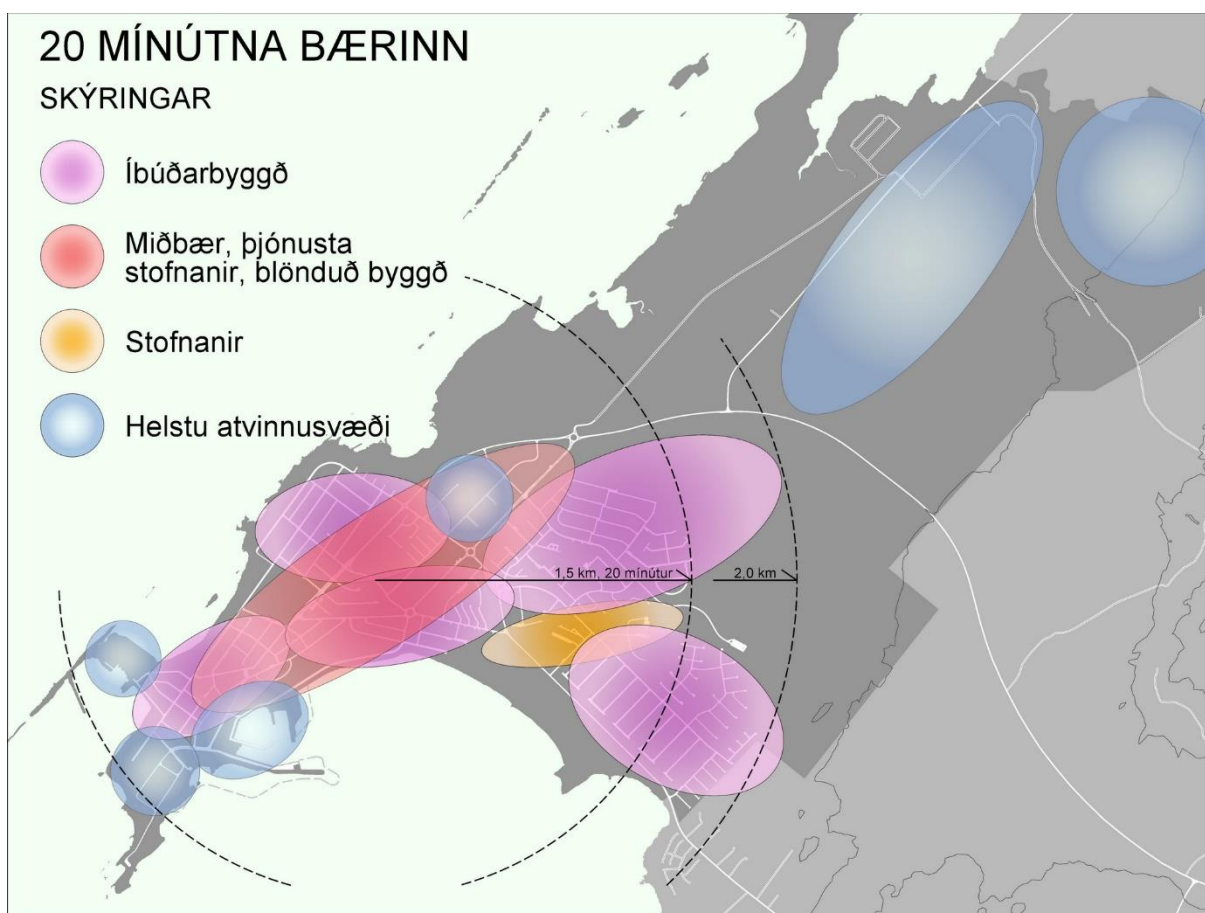 20 MÍNÚTNA BÆRINN
SKÝRINGAR
Íbúðarbyggð
Miðbær, þjónusta
stofnanir, blönduð byggð
Stofnanir
Helstu atvinnusvæði
1,5 km, 20 mínútur
2,0 km